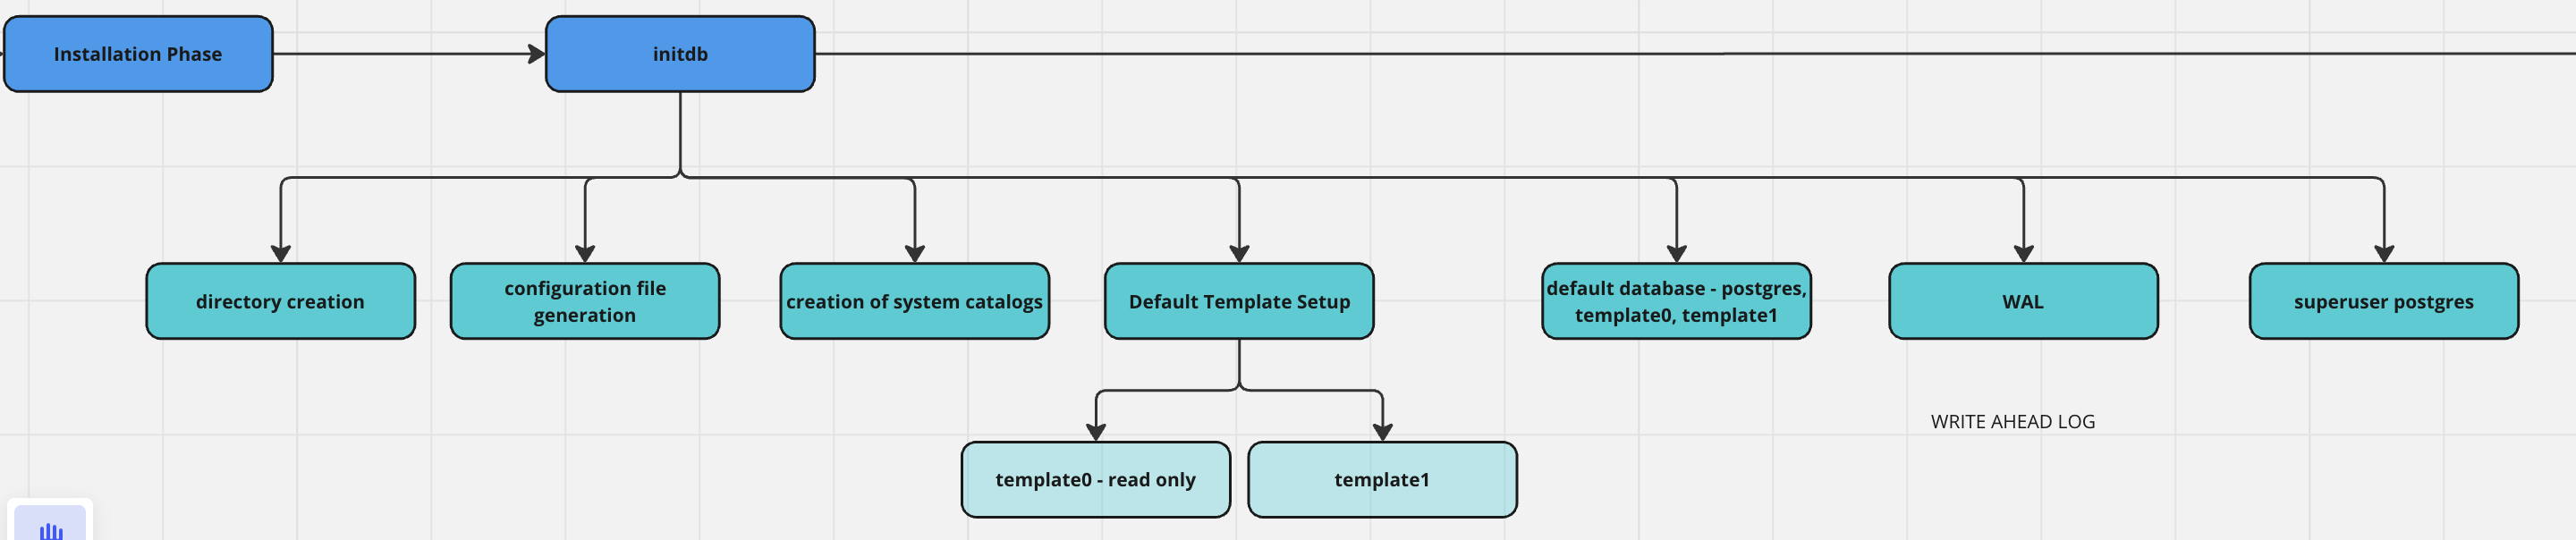 Installation Phase
initdb
directory creation
configuration file
generation
creation of system catalogs
Default Template Setup
default database - postgres,
template0, template1
WAL
superuser postgres
WRITE AHEAD LOG
template0 - read only
template1